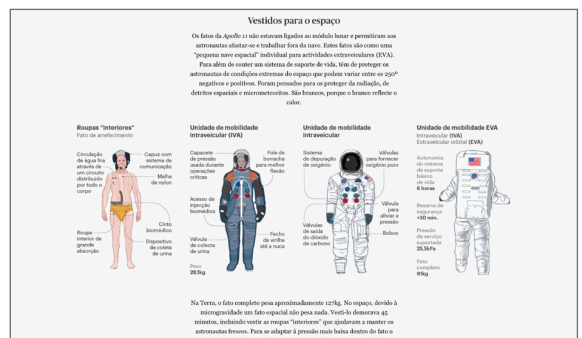 Vestidos para o espaço
Os fatos da Apollo 11 não estavam ligados ao módulo lunar e permitiram aos
astronautas afastar-se e trabalhar fora da nave. Estes fatos são como uma
"pequena nave espacial" individual para actividades extraveiculares (EVA).
Para além de conter um sistema de suporte de vida, têm de proteger os
astronautas de condições extremas do espaço que podem variar entre os 250º
negativos e positivos. Foram pensados para os proteger da radiação, de
detritos espaciais e micrometeoritos. São brancos, porque o branco reflecte o
calor.
Roupas "interiores"
Fato de arrefecimento
Circulação
de água fria
através de
um circuito
distribuído
por todo o
corpo
Capuz com
sistema de
comunicação
Malha
de nylon
Cinto
biomédico
Dispositivo
de coleta
de urina
Roupa
interior de
grande
absorção
Unidade de mobilidade
intraveicular (IVA)
Capacete
de pressão
usada durante
operações
críticas
Fole de
borracha
para melhor
flexão
Acesso de
injecção
biomédica
Válvula
de colecta
de urina
Fecho
da virilha
até a nuca
Peso
28,1kg
Unidade de mobilidade
intraveicular
Sistema
de depuração
de oxigénio
Válvulas
para fornecer
oxigénio puro
Válvula
para
aliviar a
pressão
Bolsos
Válvulas
de saída
do dióxido
de carbono
Unidade de mobilidade EVA
Intraveicular (IVA)
Extraveicular orbital (EVA)
Autonomia
do sistema
de suporte
básico
de vida
6 horas
Reserva de
segurança
+30 min.
Pressão
de serviço
suportada
25,5kPa
Fato
completo
91kg
Na Terra, o fato completo pesa aproximadamente 127kg. No espaço, devido à
microgravidade um fato espacial não pesa nada. Vesti-lo demorava 45
minutos, incluindo vestir as roupas "interiores" que ajudavam a manter os
astronautas frescos. Para se adaptar à pressão mais baixa dentro do fato o